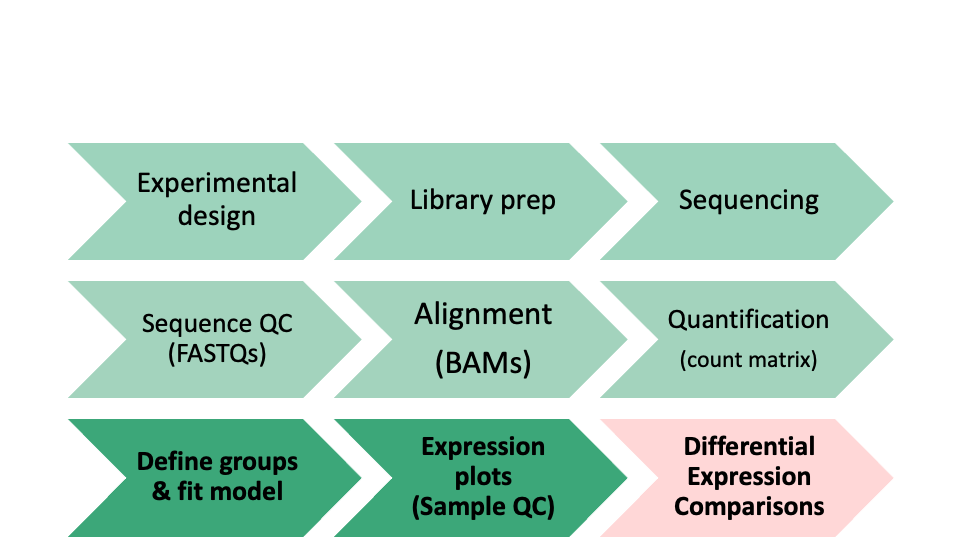 Experimental
design
Library prep
Sequencing
Sequence QC
(FASTQs)
Alignment
(BAMs)
Quantification
(count matrix)
Define groups
& fit model
Expression
plots
(Sample QC)
Differential
Expression
Comparisons